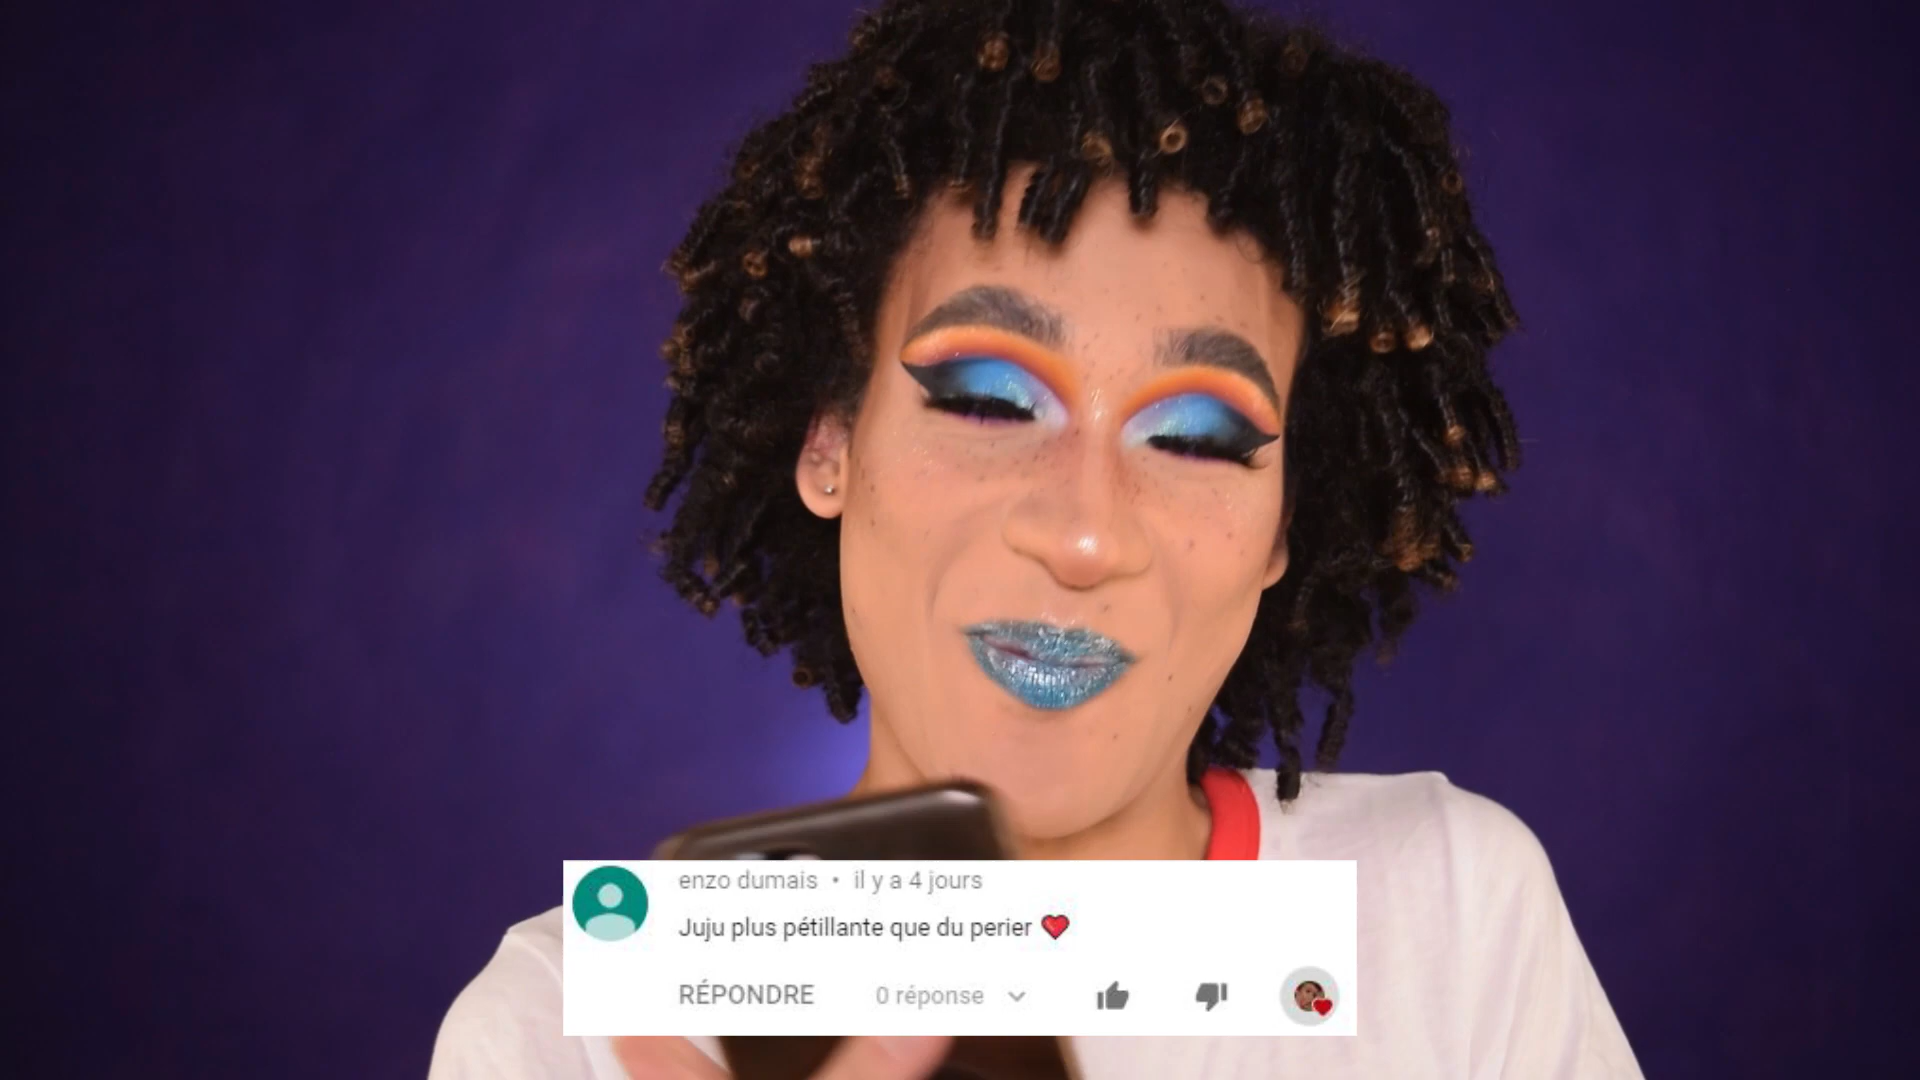 enzo dumais • il y a 4 jours
Juju plus pétillante que du perier ❤️
RÉPONDRE 0 réponse